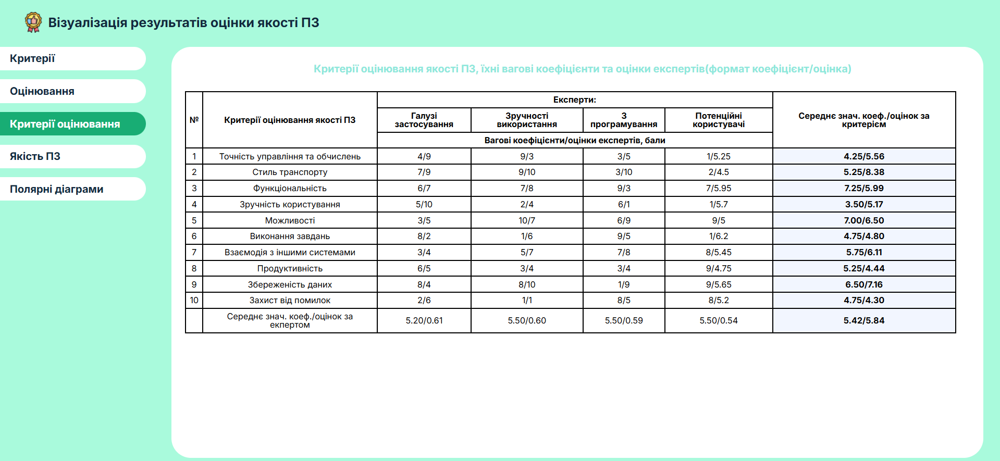 Візуалізація результатів оцінки якості ПЗ
Критерії
Оцінювання
Критерії оцінювання
Якість ПЗ
Полярні діаграми
Критерії оцінювання якості ПЗ, їхні вагові коефіцієнти та оцінки експертів(формат коефіцієнт/оцінка)
№
Критерії оцінювання якості ПЗ
Експерти:
Середнє знач. коеф./оцінок за
критерієм
Галузі
застосування
Зручності
використання
З
програмування
Потенційні
користувачі
Вагові коефіцієнти/оцінки експертів, бали
1 Точність управління та обчислень 4/9 9/3 3/5 1/5.25 4.25/5.56
2 Стиль транспорту 7/9 9/10 3/10 2/4.5 5.25/8.38
3 Функціональність 6/7 7/8 9/3 7/5.95 7.25/5.99
4 Зручність користування 5/10 2/4 6/1 1/5.7 3.50/5.17
5 Можливості 3/5 10/7 6/9 9/5 7.00/6.50
6 Виконання завдань 8/2 1/6 9/5 1/6.2 4.75/4.80
7 Взаємодія з іншими системами 3/4 5/7 7/8 8/5.45 5.75/6.11
8 Продуктивність 6/5 3/4 3/4 9/4.75 5.25/4.44
9 Збереженість даних 8/4 8/10 1/9 9/5.65 6.50/7.16
10 Захист від помилок 2/6 1/1 8/5 8/5.2 4.75/4.30
Середнє знач. коеф./оцінок за
екпертом
5.20/0.61 5.50/0.60 5.50/0.59 5.50/0.54 5.42/5.84